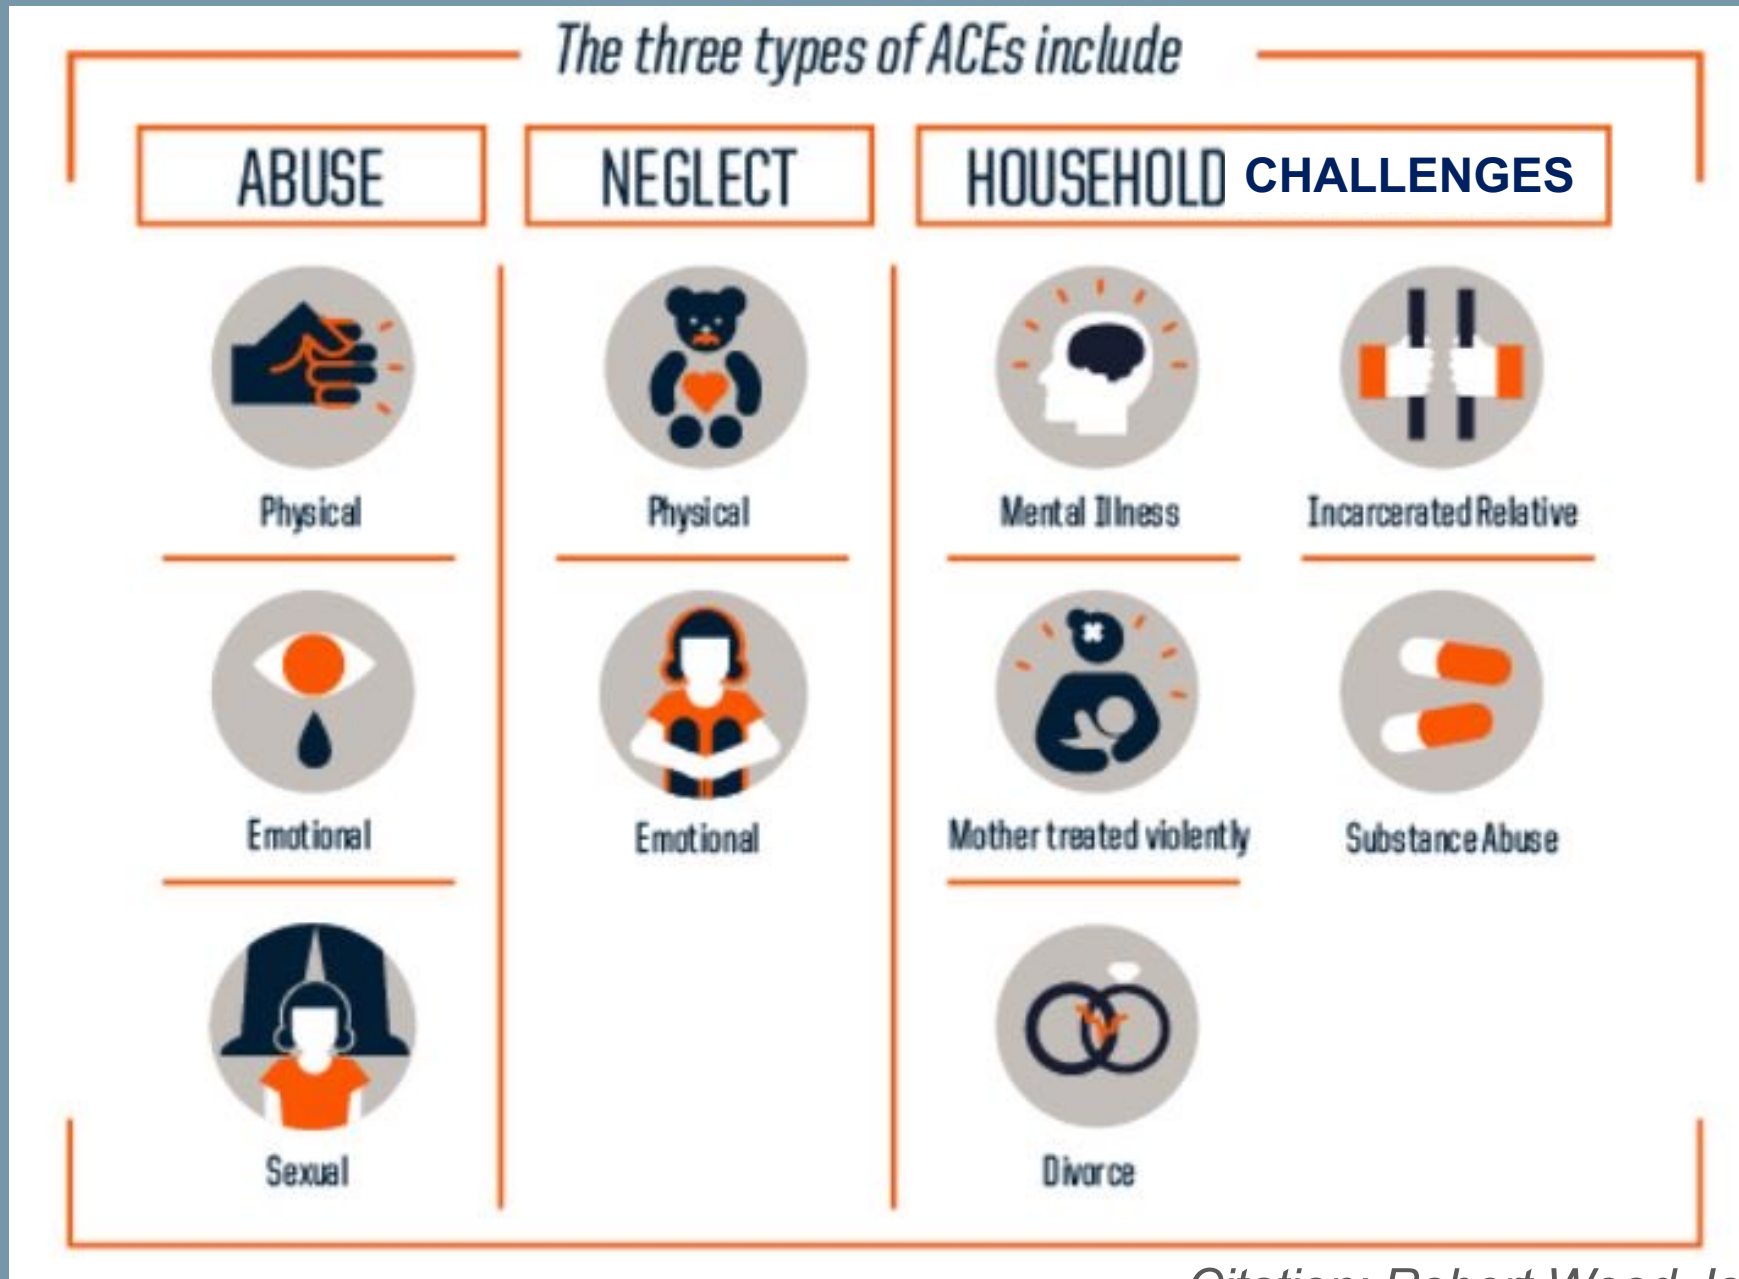 The three types of ACEs include
ABUSE
NEGLECT
HOUSEHOLD CHALLENGES
Physical
Physical
Mental Illness
Incarcerated Relative
Emotional
Emotional
Mother treated violently
Substance Abuse
Sexual
Divorce
Citation: Robert Wood